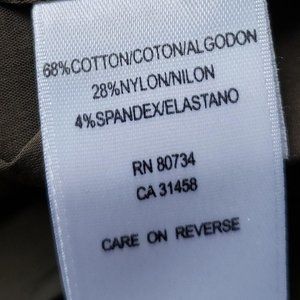 68%COTTON/COTON/ALGODON
28%NYLON/NILON
4%SPANDEX/ELASTANO
RN 80734
CA 31458
CARE ON REVERSE